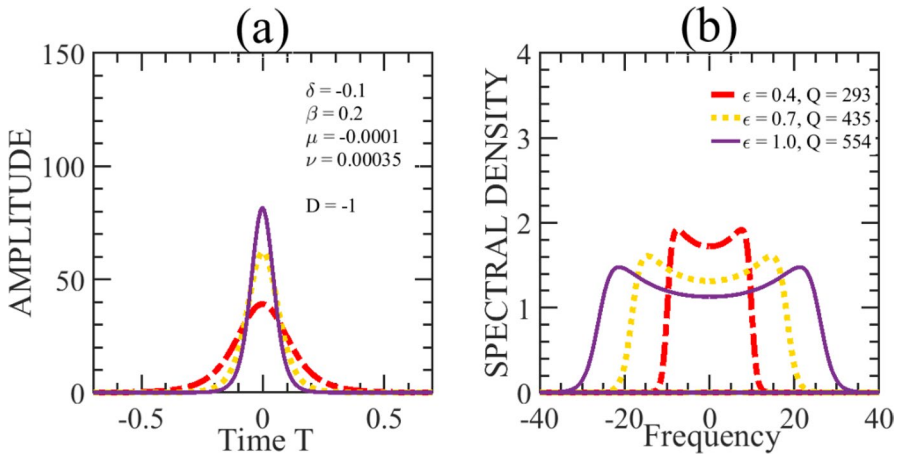 (a)
150
100
50
0
AMPLITUDE
δ = -0.1
β = 0.2
μ = -0.0001
ν = 0.00035
D = -1
-0.5
0
0.5
Time T
(b)
4
3
2
1
0
SPECTRAL DENSITY
ϵ = 0.4, Q = 293
ϵ = 0.7, Q = 435
ϵ = 1.0, Q = 554
-40
-20
0
20
40
Frequency